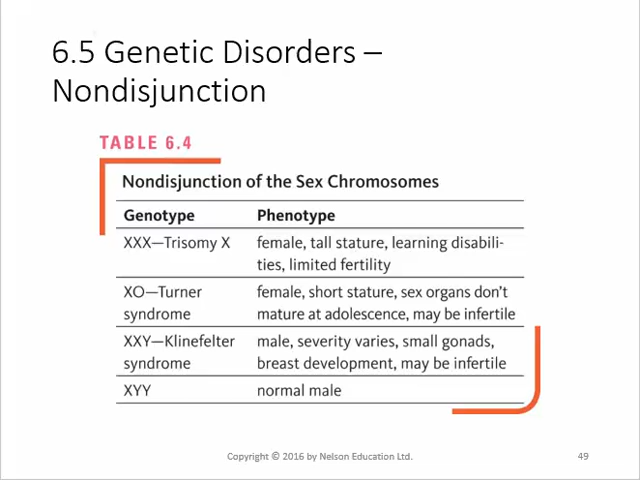 6.5 Genetic Disorders –
Nondisjunction
TABLE 6.4
Nondisjunction of the Sex Chromosomes
Genotype Phenotype
XXX—Trisomy X female, tall stature, learning disabili-
ties, limited fertility
XO—Turner female, short stature, sex organs don't
syndrome mature at adolescence, may be infertile
XXY—Klinefelter male, severity varies, small gonads,
syndrome breast development, may be infertile
XYY normal male
Copyright © 2016 by Nelson Education Ltd. 49